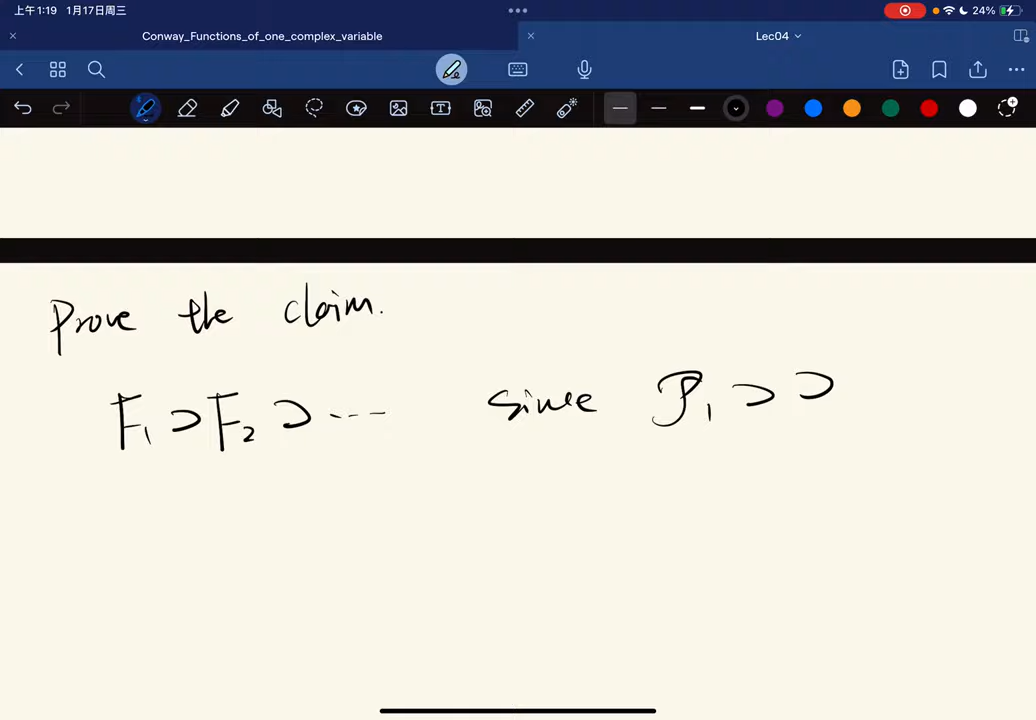 上午1:19 1月17日周三
24%
Conway_Functions_of_one_complex_variable
Lec04
Prove the claim.
F₁ ⊃ F₂ ⊃ --- since 𝒫₁ ⊃ ⊃